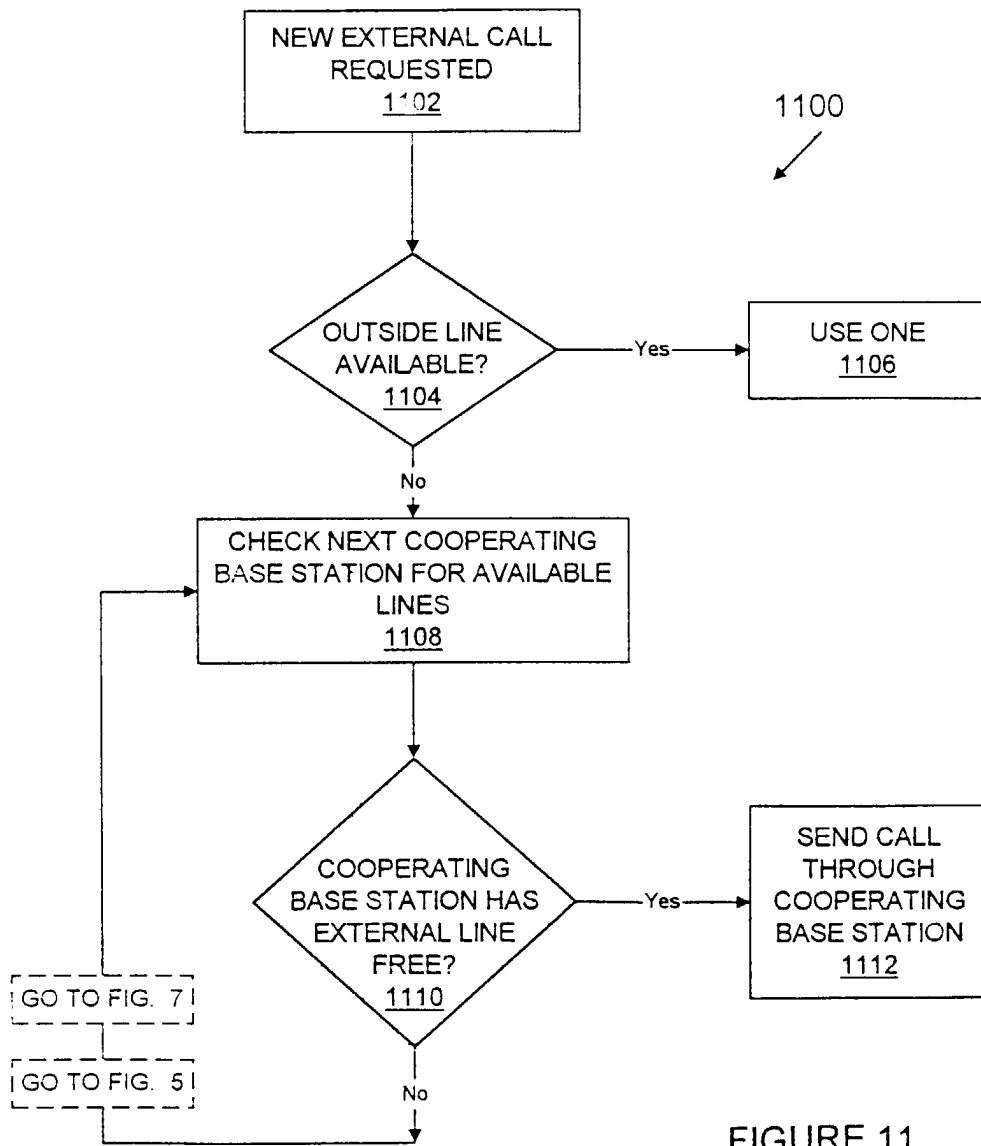 NEW EXTERNAL CALL
REQUESTED
1102
1100
OUTSIDE LINE
AVAILABLE?
1104
Yes
USE ONE
1106
No
CHECK NEXT COOPERATING
BASE STATION FOR AVAILABLE
LINES
1108
COOPERATING
BASE STATION HAS
EXTERNAL LINE
FREE?
1110
Yes
SEND CALL
THROUGH
COOPERATING
BASE STATION
1112
GO TO FIG. 7
GO TO FIG. 5
No
FIGURE 11